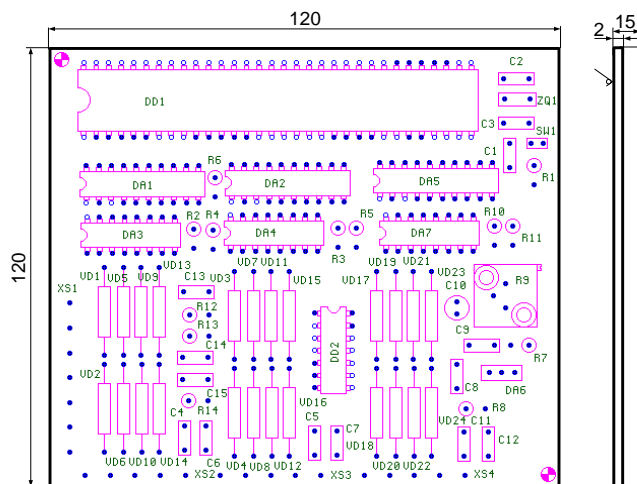 120
15
2
C2
ZQ1
DD1
C3
SW1
C1
R6
R1
DA1
DA2
DA5
R2 R4
R5
R10
DA3
DA4
R3
DA7
R11
120
VD13
VD7 VD11
VD19 VD21
VD1 VD5 VD9
C13 VD3
VD15
VD17
VD23
R9
XS1
C10
R12
R13
C9
C14
DD2
R7
VD2
C8
DA6
C15
VD16
C4 R14
R8
C5 C7
VD24 C11
C12
VD18
VD6 VD10 VD14
C6
VD4 VD8 VD12
VD20 VD22
XS2
XS3
XS4